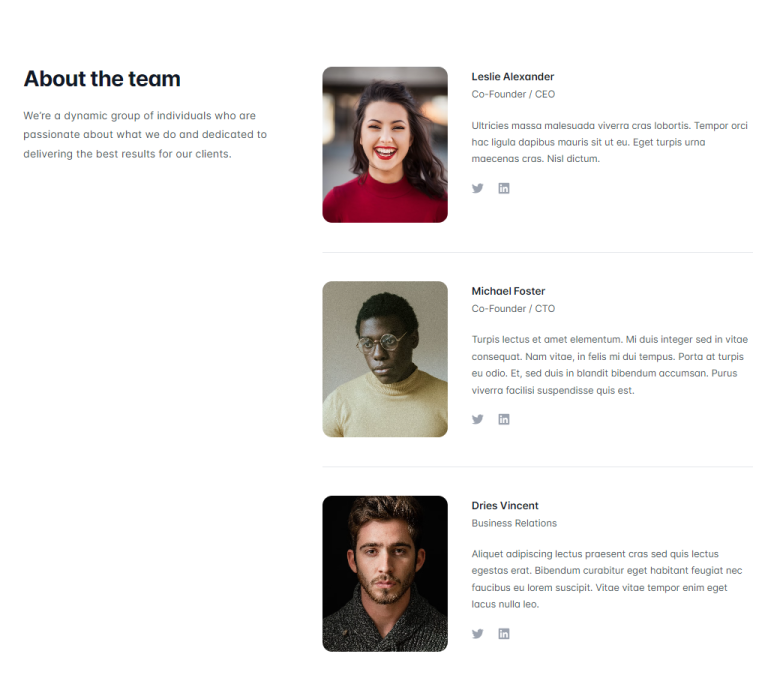 About the team
We're a dynamic group of individuals who are
passionate about what we do and dedicated to
delivering the best results for our clients.
Leslie Alexander
Co-Founder / CEO
Ultricies massa malesuada viverra cras lobortis. Tempor orci
hac ligula dapibus mauris sit ut eu. Eget turpis urna
maecenas cras. Nisl dictum.
Michael Foster
Co-Founder / CTO
Turpis lectus et amet elementum. Mi duis integer sed in vitae
consequat. Nam vitae, in felis mi dui tempus. Porta at turpis
eu odio. Et, sed duis in blandit bibendum accumsan. Purus
viverra facilisi suspendisse quis est.
Dries Vincent
Business Relations
Aliquet adipiscing lectus praesent cras sed quis lectus
egestas erat. Bibendum curabitur eget habitant feugiat nec
faucibus eu lorem suscipit. Vitae vitae tempor enim eget
lacus nulla leo.